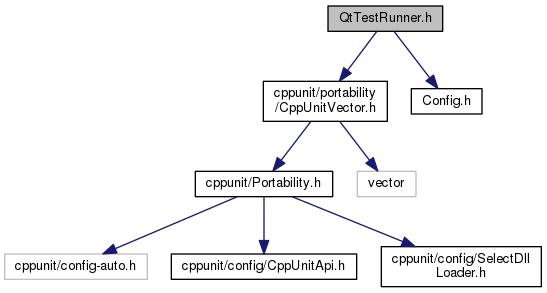 QtTestRunner.h
cppunit/portability
/CppUnitVector.h
Config.h
cppunit/Portability.h
vector
cppunit/config-auto.h
cppunit/config/CppUnitApi.h
cppunit/config/SelectDll
Loader.h